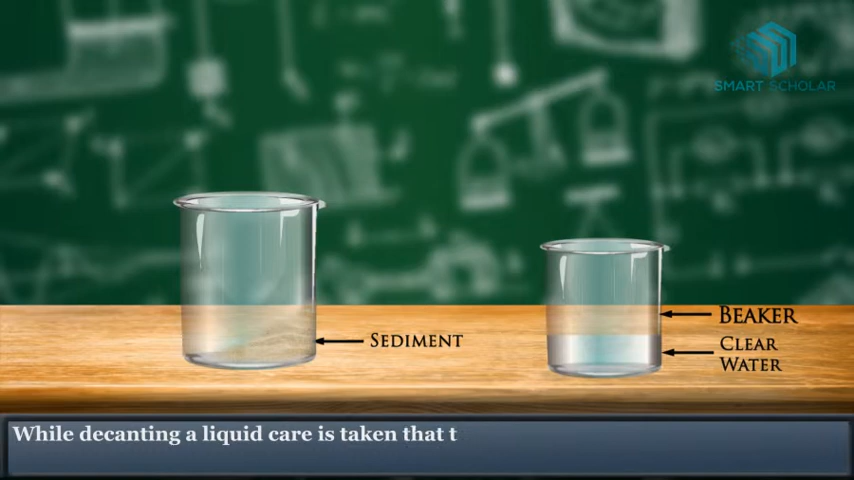 SMART SCHOLAR
SEDIMENT
BEAKER
CLEAR
WATER
While decanting a liquid care is taken that t